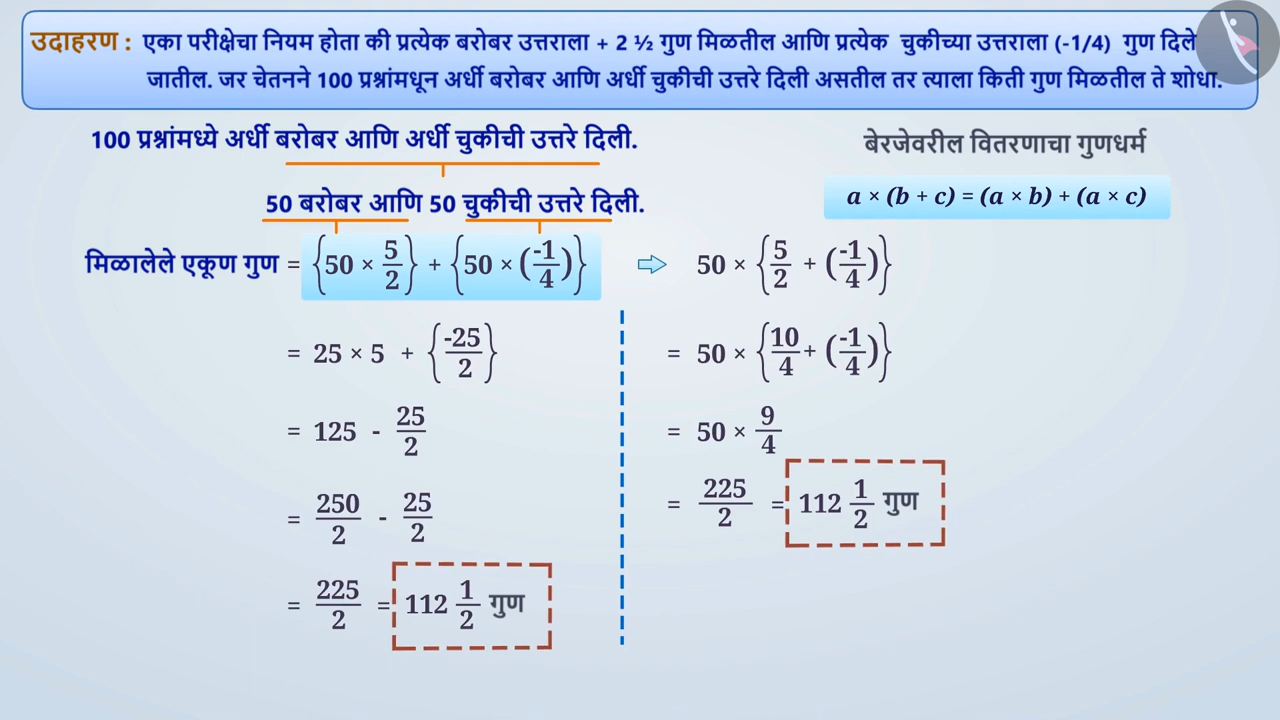 उदाहरण : एका परीक्षेचा नियम होता की प्रत्येक बरोबर उत्तराला + 2 ½ गुण मिळतील आणि प्रत्येक चुकीच्या उत्तराला (-1/4) गुण दिले
जातील. जर चेतनने 100 प्रश्नांमधून अर्धी बरोबर आणि अर्धी चुकीची उत्तरे दिली असतील तर त्याला किती गुण मिळतील ते शोधा.
100 प्रश्नांमध्ये अर्धी बरोबर आणि अर्धी चुकीची उत्तरे दिली.
50 बरोबर आणि 50 चुकीची उत्तरे दिली.
मिळालेले एकूण गुण = {50 × 5/2} + {50 × (-1/4)}
= 25 × 5 + {-25/2}
= 125 - 25/2
= 250/2 - 25/2
= 225/2 = 112 1/2 गुण
बेरजेवरील वितरणाचा गुणधर्म
a × (b + c) = (a × b) + (a × c)
50 × {5/2 + (-1/4)}
= 50 × {10/4 + (-1/4)}
= 50 × 9/4
= 225/2 = 112 1/2 गुण